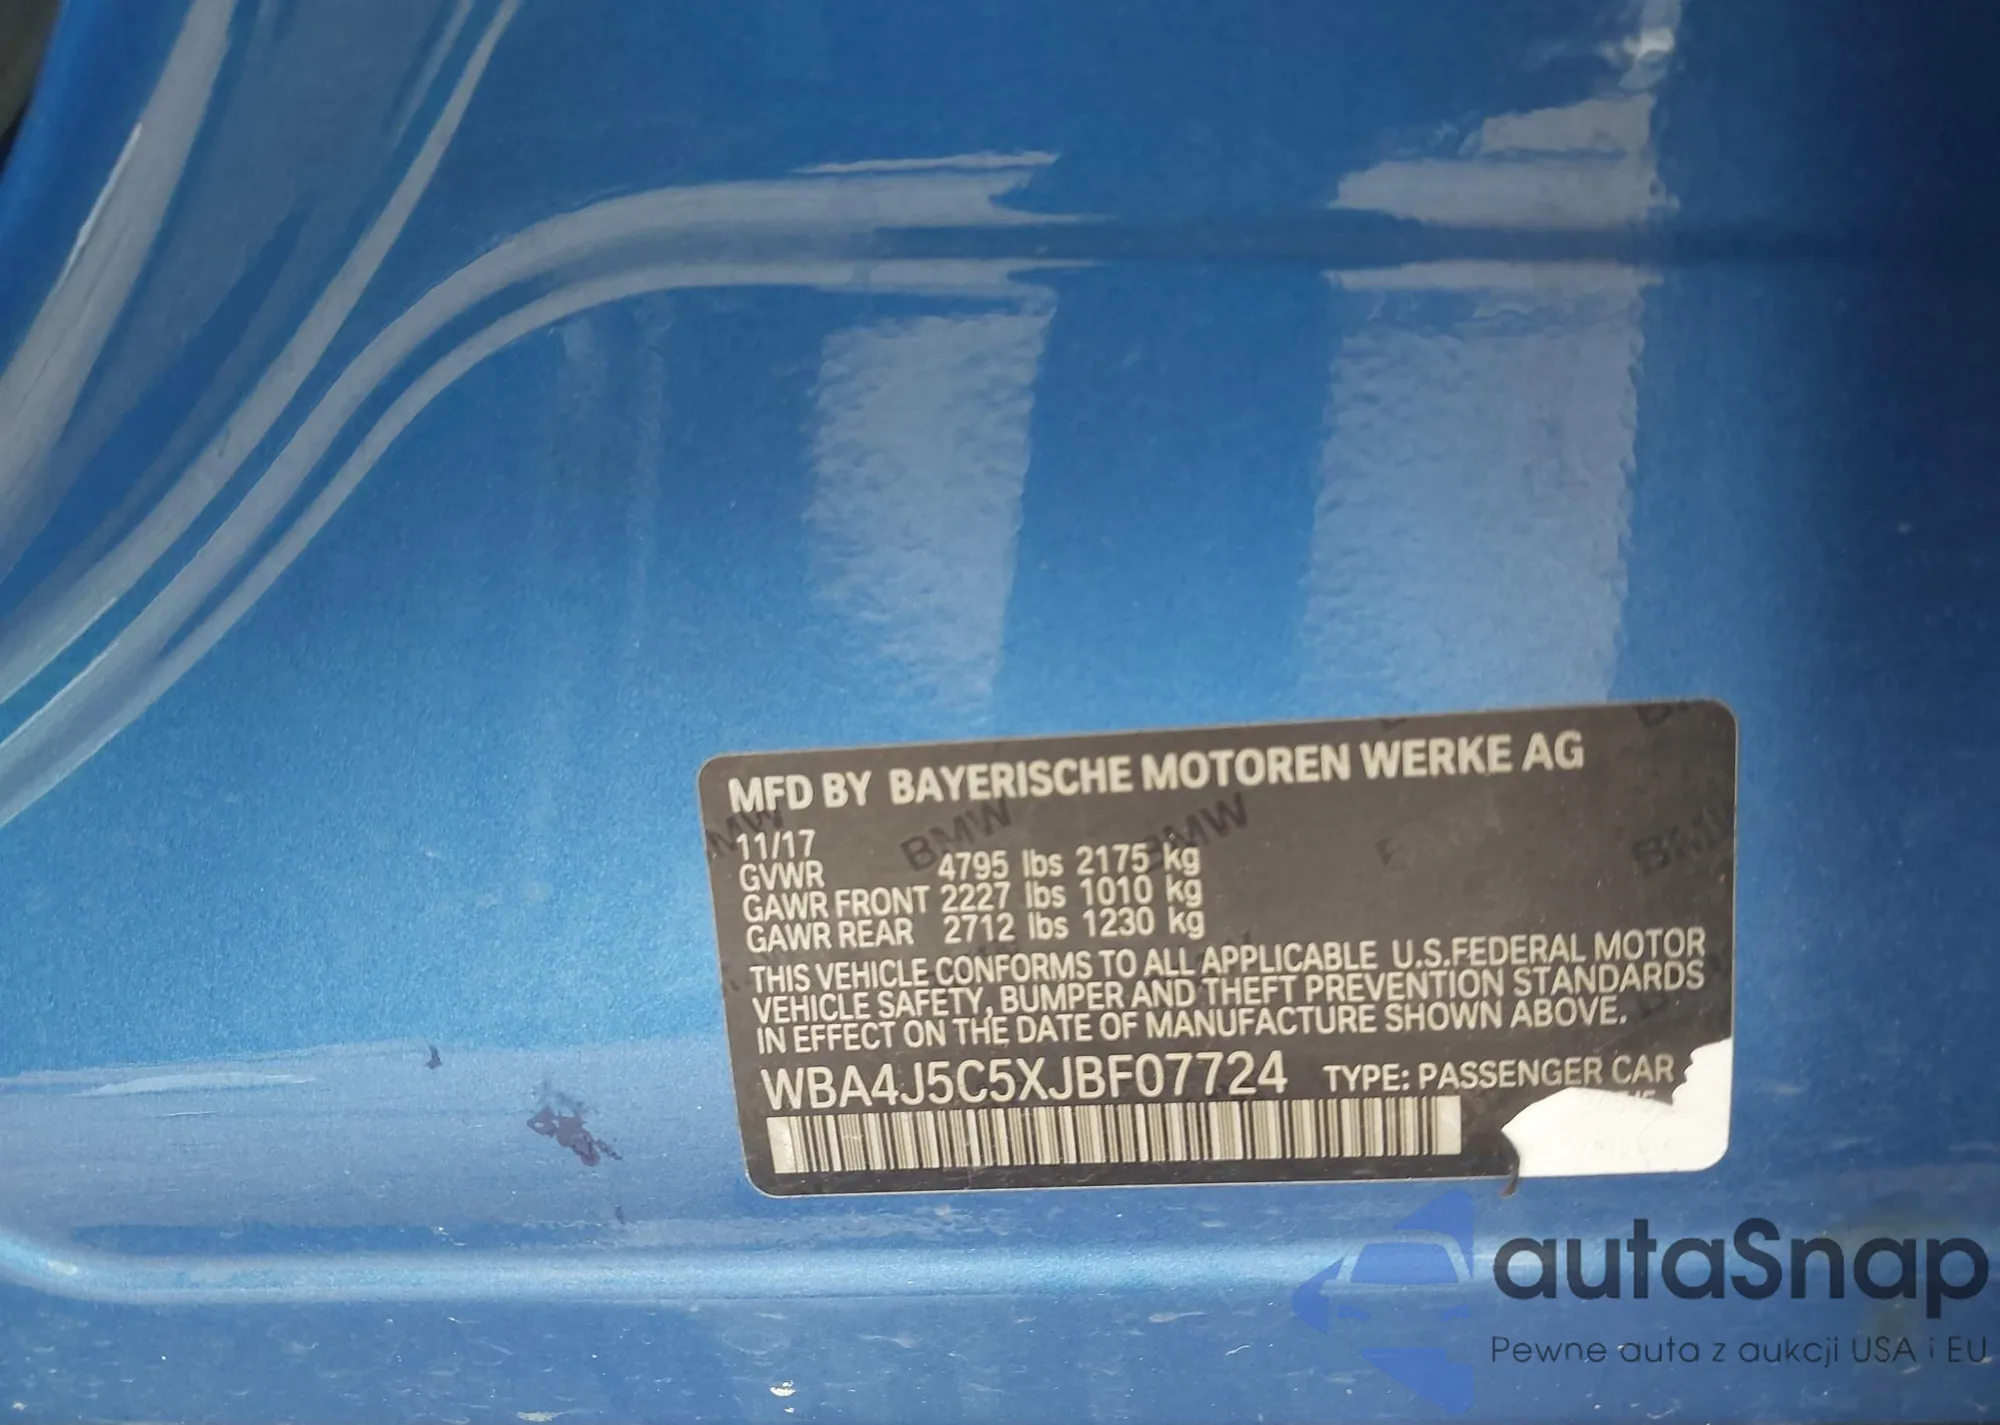 MFD BY BAYERISCHE MOTOREN WERKE AG
11/17
GVWR 4795 lbs 2175 kg
GAWR FRONT 2227 lbs 1010 kg
GAWR REAR 2712 lbs 1230 kg
THIS VEHICLE CONFORMS TO ALL APPLICABLE U.S.FEDERAL MOTOR
VEHICLE SAFETY, BUMPER AND THEFT PREVENTION STANDARDS
IN EFFECT ON THE DATE OF MANUFACTURE SHOWN ABOVE.
WBA4J5C5XJBF07724 TYPE: PASSENGER CAR
autaSnap
Pewne auta z aukcji USA i EU